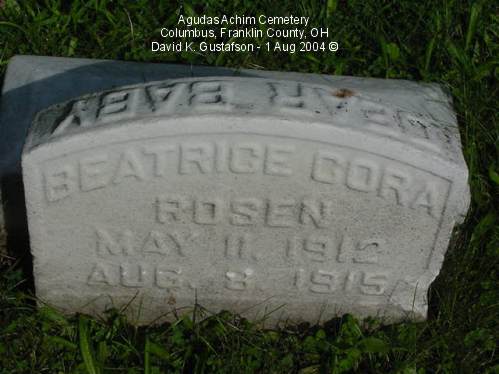 Agudas Achim Cemetery
Columbus, Franklin County, OH
David K. Gustafson - 1 Aug 2004 ©
DEAR BABY
BEATRICE CORA
ROSEN
MAY 11, 1912
AUG. 8, 1915